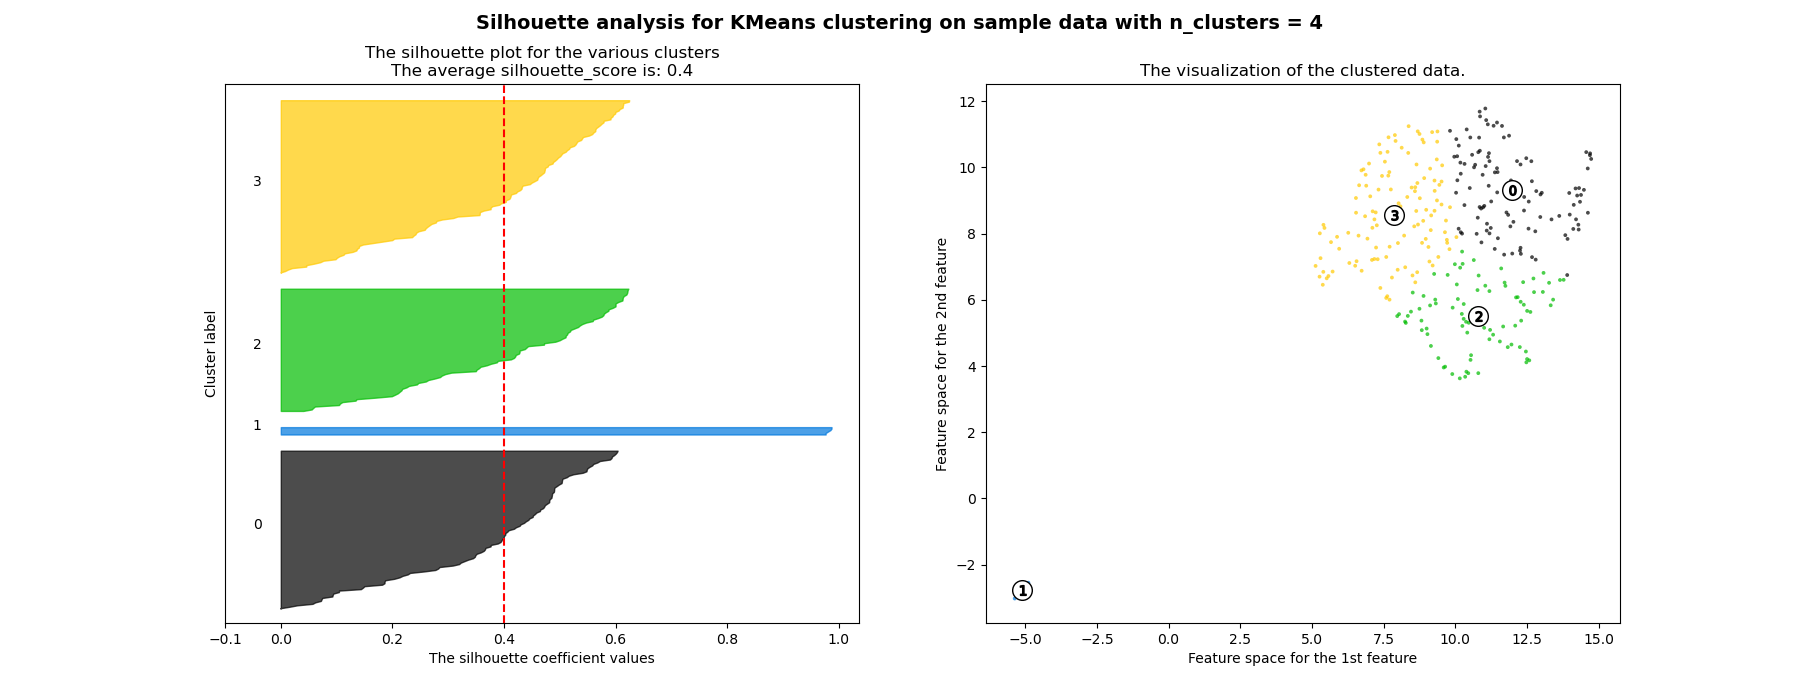 Silhouette analysis for KMeans clustering on sample data with n_clusters = 4
The silhouette plot for the various clusters
The average silhouette_score is: 0.4
3
2
1
0
Cluster label
−0.1 0.0 0.2 0.4 0.6 0.8 1.0
The silhouette coefficient values
The visualization of the clustered data.
12
10
8
6
4
2
0
−2
Feature space for the 2nd feature
0
3
2
1
−5.0 −2.5 0.0 2.5 5.0 7.5 10.0 12.5 15.0
Feature space for the 1st feature